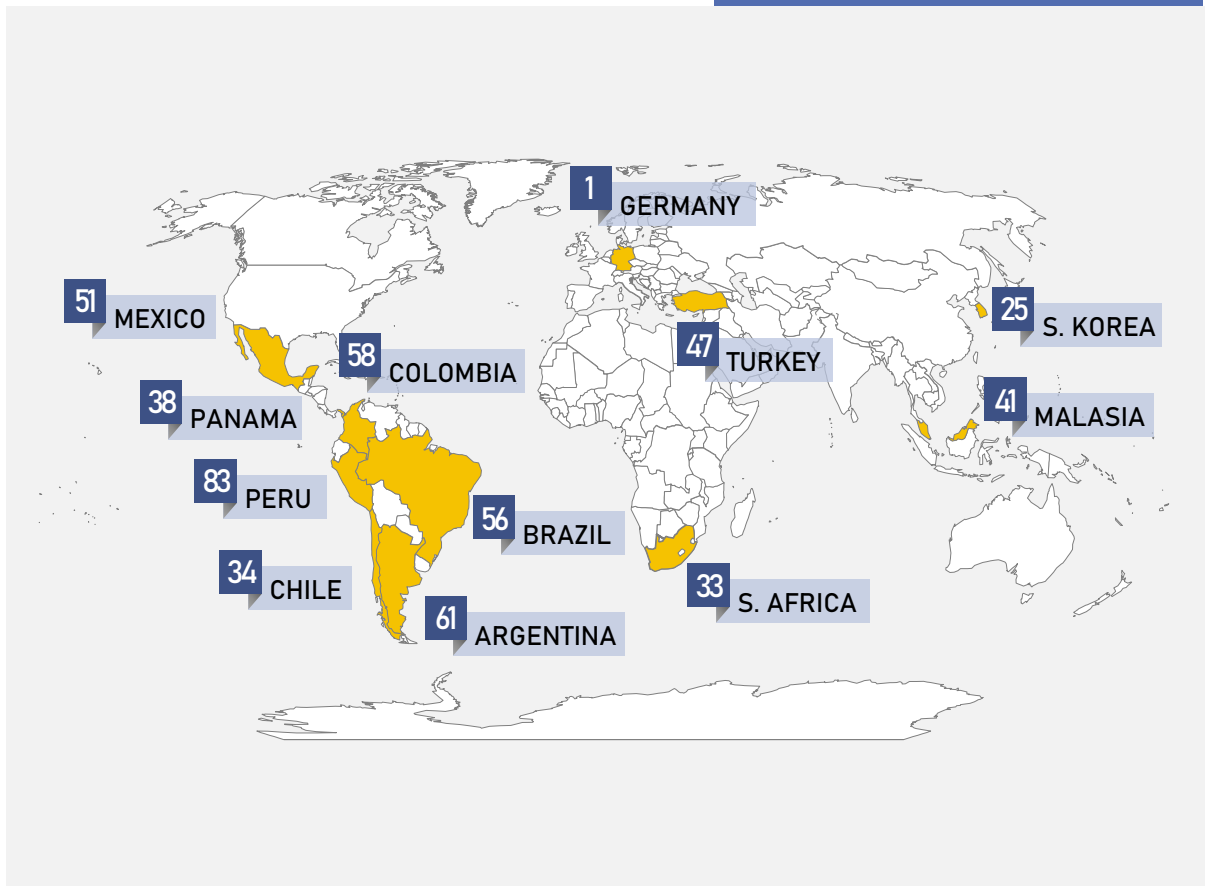 1
GERMANY
51
MEXICO
25
S. KOREA
47
TURKEY
58
COLOMBIA
38
PANAMA
41
MALASIA
83
PERU
56
BRAZIL
34
CHILE
33
S. AFRICA
61
ARGENTINA